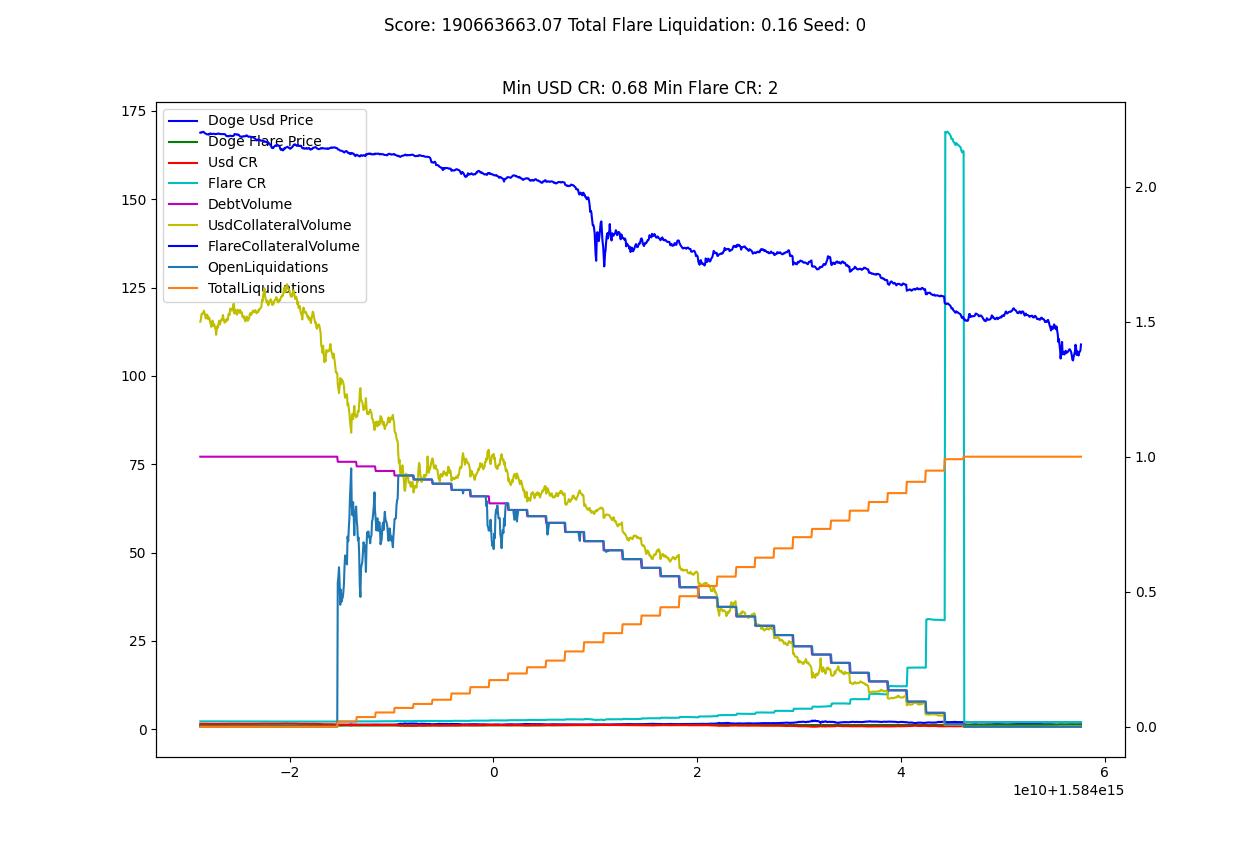 Score: 190663663.07 Total Flare Liquidation: 0.16 Seed: 0
Min USD CR: 0.68 Min Flare CR: 2
Doge Usd Price
Doge Flare Price
Usd CR
Flare CR
DebtVolume
UsdCollateralVolume
FlareCollateralVolume
OpenLiquidations
TotalLiquidations
175
150
125
100
75
50
25
0
2.0
1.5
1.0
0.5
0.0
−2
0
2
4
6
1e10+1.584e15